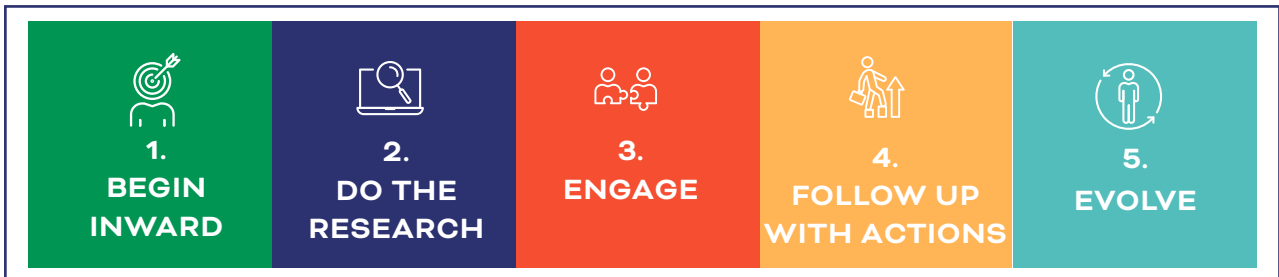 1.
BEGIN
INWARD
2.
DO THE
RESEARCH
3.
ENGAGE
4.
FOLLOW UP
WITH ACTIONS
5.
EVOLVE